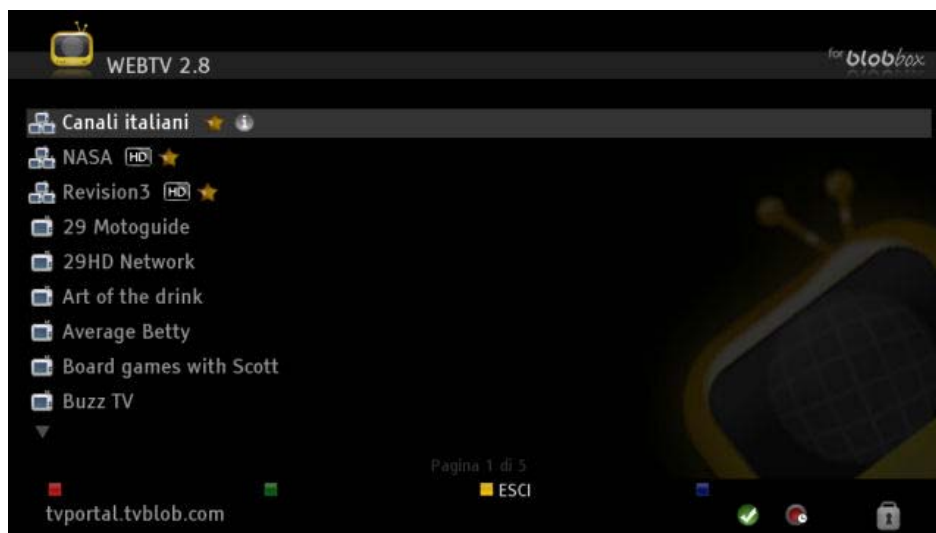 WEBTV 2.8
for blobbox
Canali italiani
NASA HD
Revision3 HD
29 Motoguide
29HD Network
Art of the drink
Average Betty
Board games with Scott
Buzz TV
Pagina 1 di 5
ESCI
tvportal.tvblob.com